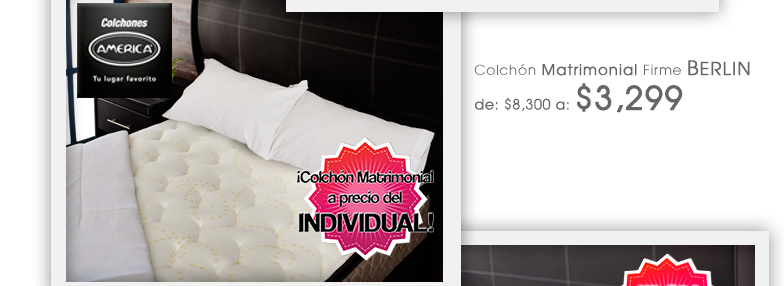 Colchones
AMERICA
Tu lugar favorito
¡Colchón Matrimonial
a precio del
INDIVIDUAL!
Colchón Matrimonial Firme BERLIN
de: $8,300 a: $3,299